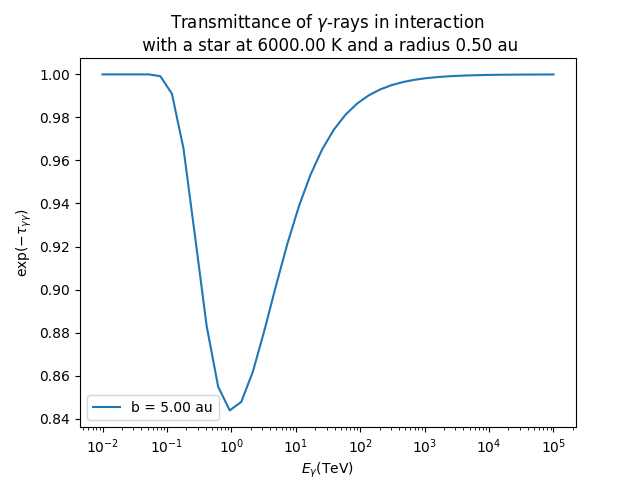 Transmittance of γ-rays in interaction
with a star at 6000.00 K and a radius 0.50 au
1.00
0.98
0.96
0.94
0.92
0.90
0.88
0.86
0.84
exp(−τγγ)
b = 5.00 au
10⁻² 10⁻¹ 10⁰ 10¹ 10² 10³ 10⁴ 10⁵
Eγ(TeV)